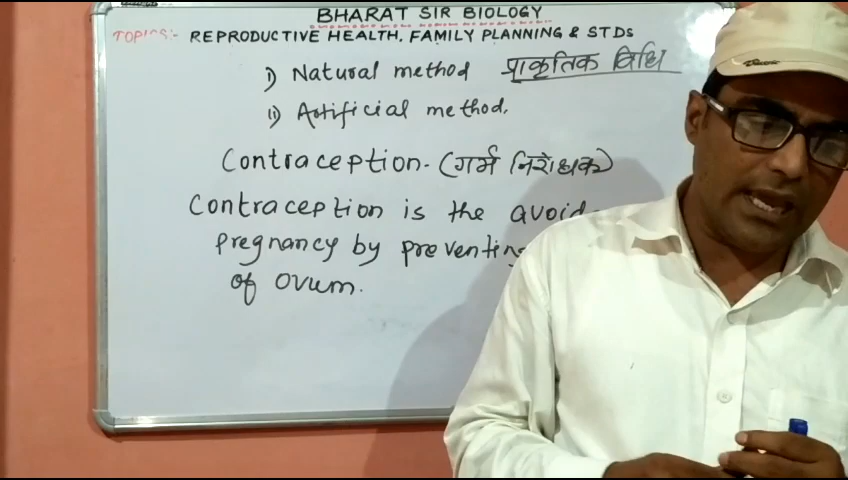 BHARAT SIR BIOLOGY
TOPICS:- REPRODUCTIVE HEALTH. FAMILY PLANNING & STDs
i) Natural method प्राकृतिक विधि
ii) Artificial method.
Contraception. (गर्भ निरोधक)
Contraception is the avoid
pregnancy by preventing
of ovum.